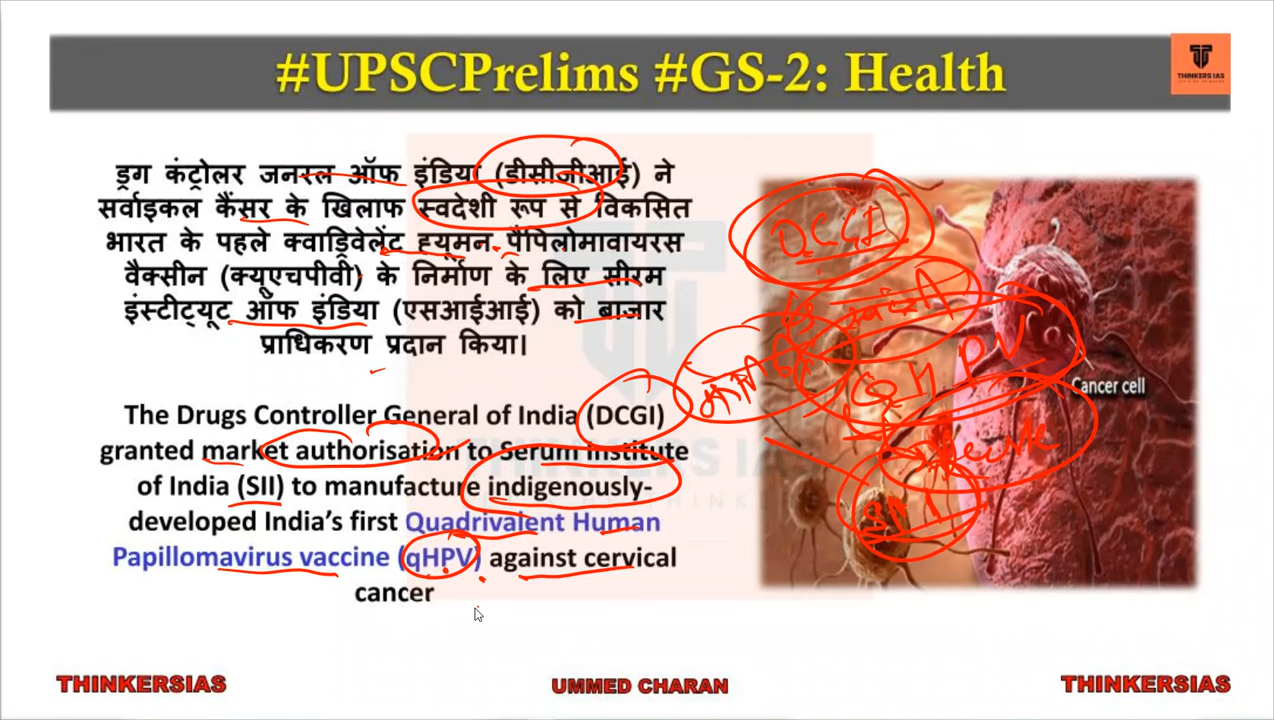 #UPSCPrelims #GS-2: Health
THINKERS IAS
ड्रग कंट्रोलर जनरल ऑफ इंडिया (डीसीजीआई) ने
सर्वाइकल कैंसर के खिलाफ स्वदेशी रूप से विकसित
भारत के पहले क्वाड्रिवेलेंट ह्यूमन पैपिलोमावायरस
वैक्सीन (क्यूएचपीवी) के निर्माण के लिए सीरम
इंस्टीट्यूट ऑफ इंडिया (एसआईआई) को बाजार
प्राधिकरण प्रदान किया।
The Drugs Controller General of India (DCGI)
granted market authorisation to Serum Institute
of India (SII) to manufacture indigenously-
developed India's first Quadrivalent Human
Papillomavirus vaccine (qHPV) against cervical
cancer
DCGI
HPV
SII
Cancer cell
THINKERSIAS
UMMED CHARAN
THINKERSIAS